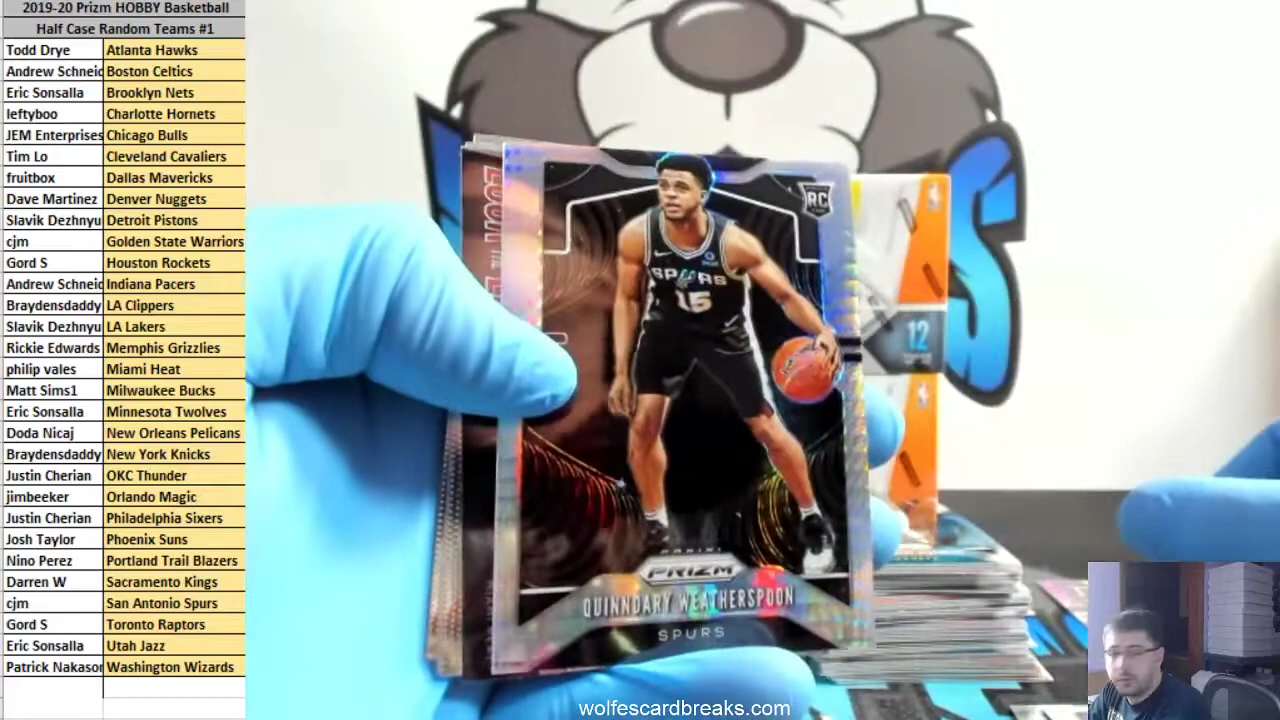 2019-20 Prizm HOBBY Basketball
Half Case Random Teams #1
Todd Drye Atlanta Hawks
Andrew Schneid Boston Celtics
Eric Sonsalla Brooklyn Nets
leftyboo Charlotte Hornets
JEM Enterprises Chicago Bulls
Tim Lo Cleveland Cavaliers
fruitbox Dallas Mavericks
Dave Martinez Denver Nuggets
Slavik Dezhnyu Detroit Pistons
cjm Golden State Warriors
Gord S Houston Rockets
Andrew Schneid Indiana Pacers
Braydensdaddy LA Clippers
Slavik Dezhnyu LA Lakers
Rickie Edwards Memphis Grizzlies
philip vales Miami Heat
Matt Sims1 Milwaukee Bucks
Eric Sonsalla Minnesota Twolves
Doda Nicaj New Orleans Pelicans
Braydensdaddy New York Knicks
Justin Cherian OKC Thunder
jimbeeker Orlando Magic
Justin Cherian Philadelphia Sixers
Josh Taylor Phoenix Suns
Nino Perez Portland Trail Blazers
Darren W Sacramento Kings
cjm San Antonio Spurs
Gord S Toronto Raptors
Eric Sonsalla Utah Jazz
Patrick Nakasor Washington Wizards
RC
SPURS
15
12
PANINI
PRIZM
QUINNDARY WEATHERSPOON
SPURS
wolfescardbreaks.com